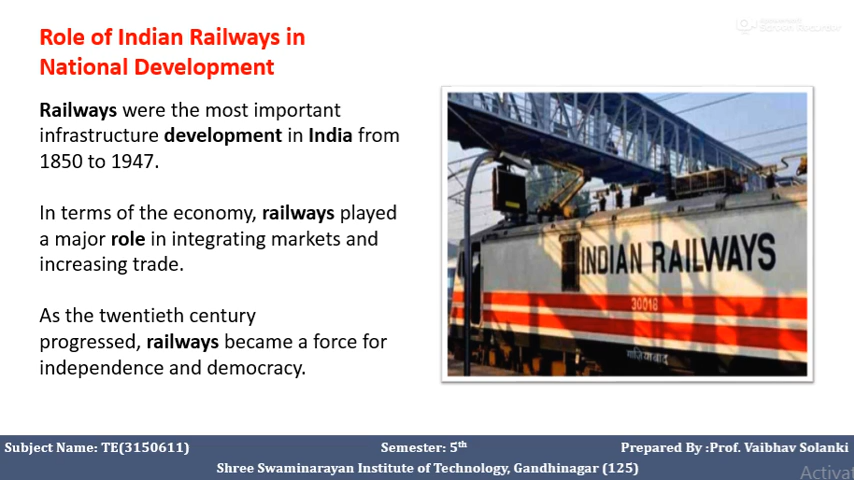 Role of Indian Railways in
National Development
Railways were the most important
infrastructure development in India from
1850 to 1947.
In terms of the economy, railways played
a major role in integrating markets and
increasing trade.
As the twentieth century
progressed, railways became a force for
independence and democracy.
INDIAN RAILWAYS
30018
गाज़ियाबाद
Subject Name: TE(3150611)
Semester: 5th
Prepared By :Prof. Vaibhav Solanki
Shree Swaminarayan Institute of Technology, Gandhinagar (125)
Activat